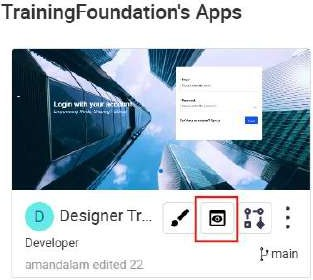 TrainingFoundation's Apps
Login with your account
D Designer Tr...
Developer
main
amandalam edited 22